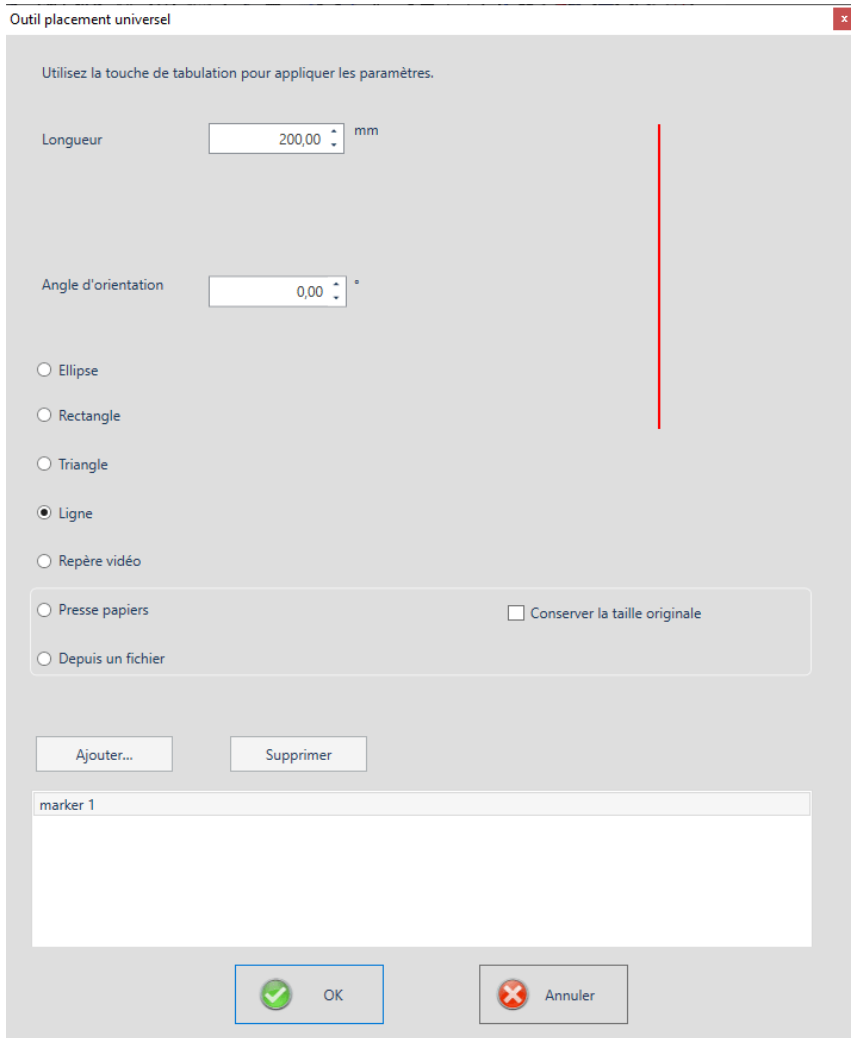 Outil placement universel
x
Utilisez la touche de tabulation pour appliquer les paramètres.
Longueur 200,00 mm
Angle d'orientation 0,00 °
Ellipse
Rectangle
Triangle
Ligne
Repère vidéo
Presse papiers Conserver la taille originale
Depuis un fichier
Ajouter... Supprimer
marker 1
OK Annuler